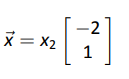 x⃗ = x₂ [ −2
1 ]